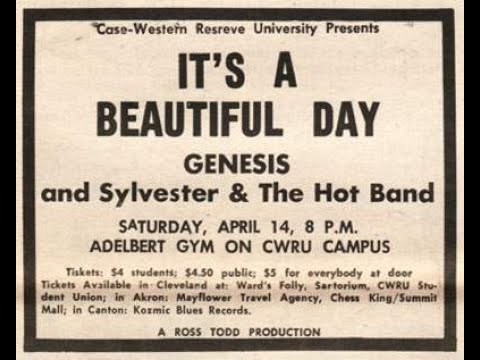 Case-Western Resreve University Presents
IT'S A
BEAUTIFUL DAY
GENESIS
and Sylvester & The Hot Band
SATURDAY, APRIL 14, 8 P.M.
ADELBERT GYM ON CWRU CAMPUS
Tiskets: $4 students; $4.50 public; $5 for everybody at door
Tickets Available in Cleveland at: Ward's Folly, Sartorium, CWRU Stu-
dent Union; in Akron: Mayflower Travel Agency, Chess King/Summit
Mall; in Canton: Kozmic Blues Records.
A ROSS TODD PRODUCTION